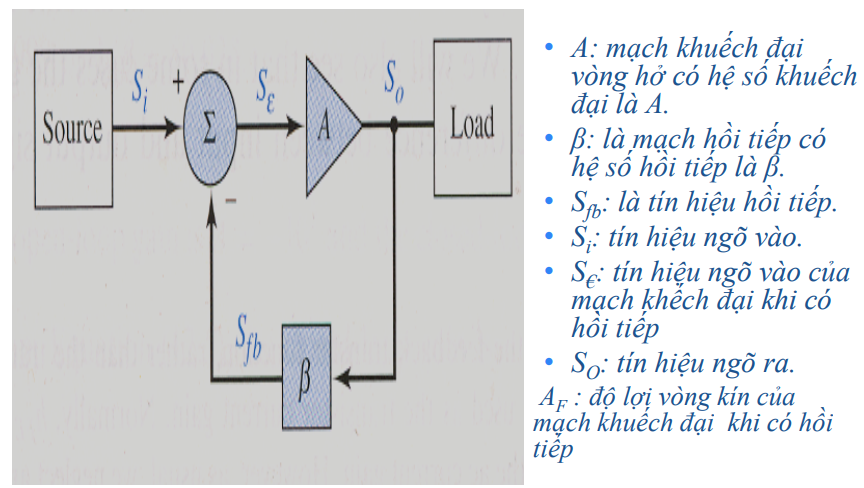 Source
S_i
+
Σ
−
S_ε
A
S_o
Load
S_fb
β
• A: mạch khuếch đại
vòng hở có hệ số khuếch
đại là A.
• β: là mạch hồi tiếp có
hệ số hồi tiếp là β.
• S_fb: là tín hiệu hồi tiếp.
• S_i: tín hiệu ngõ vào.
• S_€: tín hiệu ngõ vào của
mạch khếch đại khi có
hồi tiếp
• S_O: tín hiệu ngõ ra.
A_F : độ lợi vòng kín của
mạch khuếch đại khi có hồi
tiếp